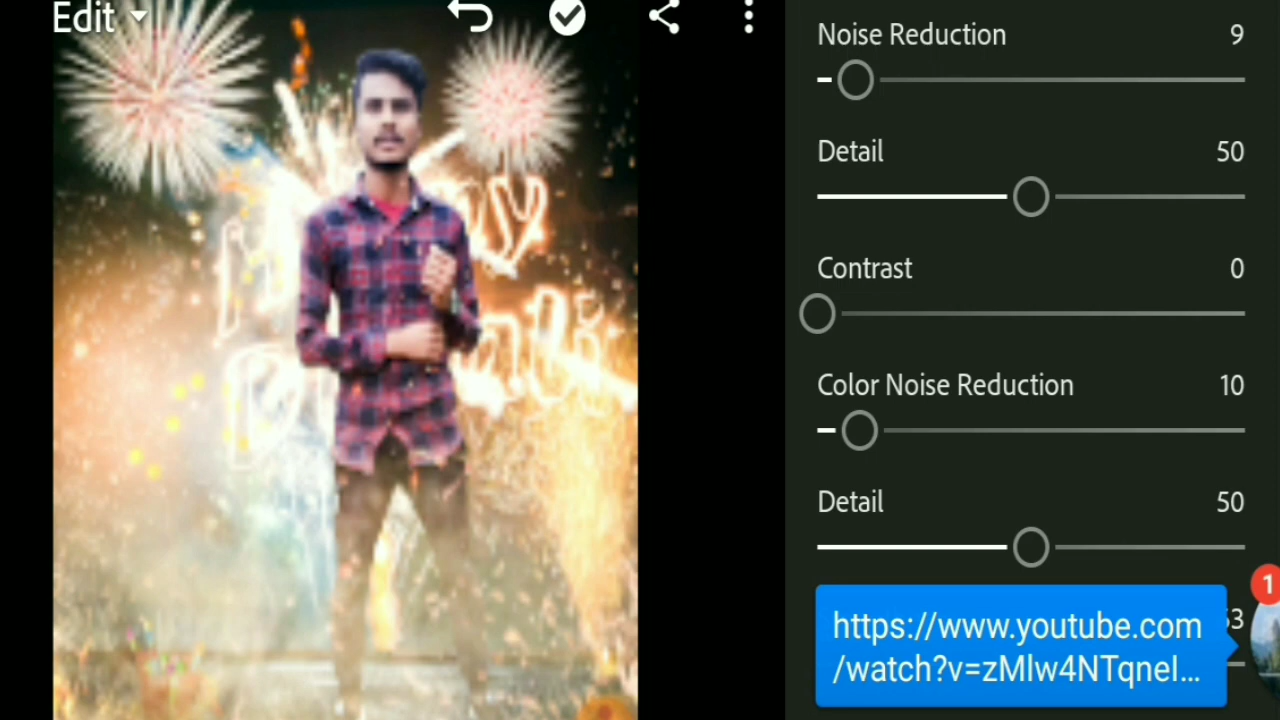 Edit
Noise Reduction 9
Detail 50
Contrast 0
Color Noise Reduction 10
Detail 50
1
https://www.youtube.com
/watch?v=zMlw4NTqnel...